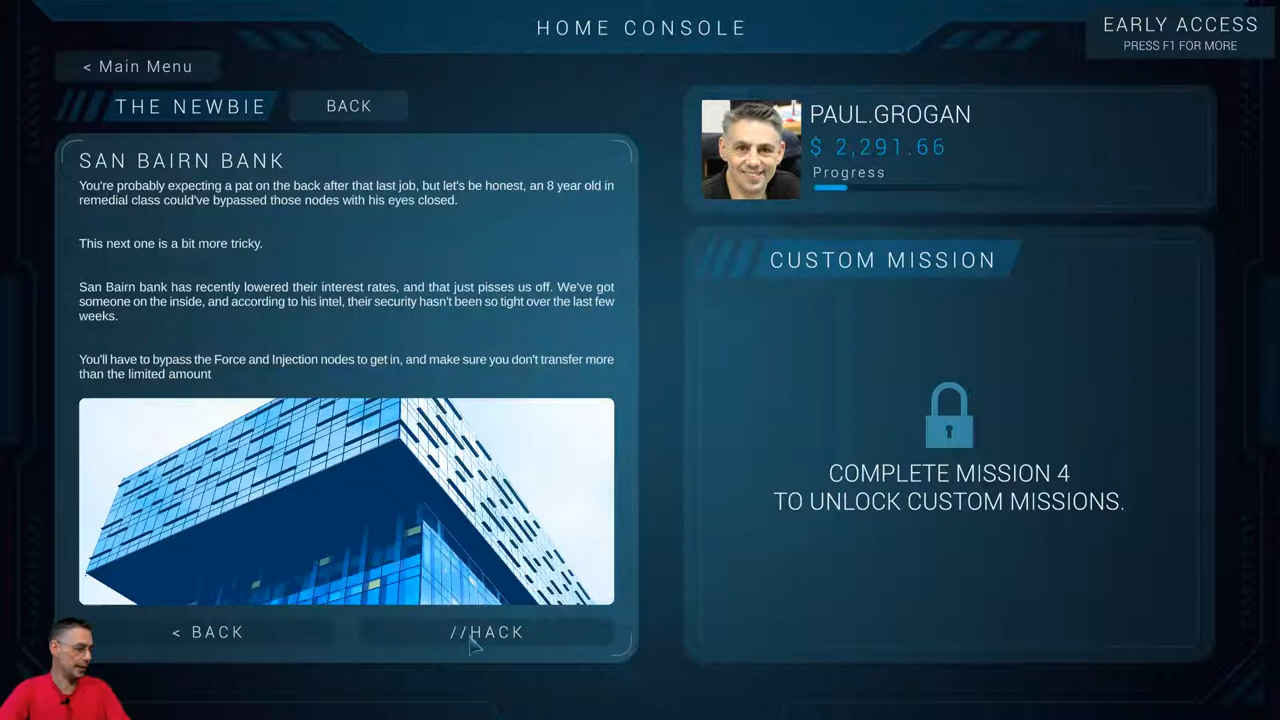 HOME CONSOLE
EARLY ACCESS
PRESS F1 FOR MORE
< Main Menu
THE NEWBIE
BACK
SAN BAIRN BANK
You're probably expecting a pat on the back after that last job, but let's be honest, an 8 year old in
remedial class could've bypassed those nodes with his eyes closed.
This next one is a bit more tricky.
San Bairn bank has recently lowered their interest rates, and that just pisses us off. We've got
someone on the inside, and according to his intel, their security hasn't been so tight over the last few
weeks.
You'll have to bypass the Force and Injection nodes to get in, and make sure you don't transfer more
than the limited amount
< BACK
//HACK
PAUL.GROGAN
$ 2,291.66
Progress
CUSTOM MISSION
COMPLETE MISSION 4
TO UNLOCK CUSTOM MISSIONS.